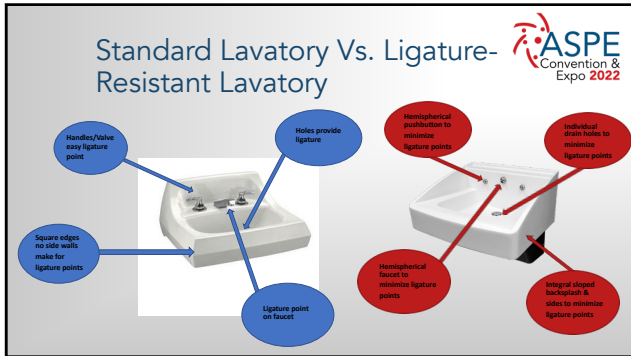 Standard Lavatory Vs. Ligature-
Resistant Lavatory
ASPE
Convention &
Expo 2022
Handles/Valve
easy ligature
point
Holes provide
ligature
Square edges
no side walls
make for
ligature points
Ligature point
on faucet
Hemispherical
pushbutton to
minimize
ligature points
Individual
drain holes to
minimize
ligature points
Hemispherical
faucet to
minimize ligature
points
Integral sloped
backsplash &
sides to minimize
ligature points